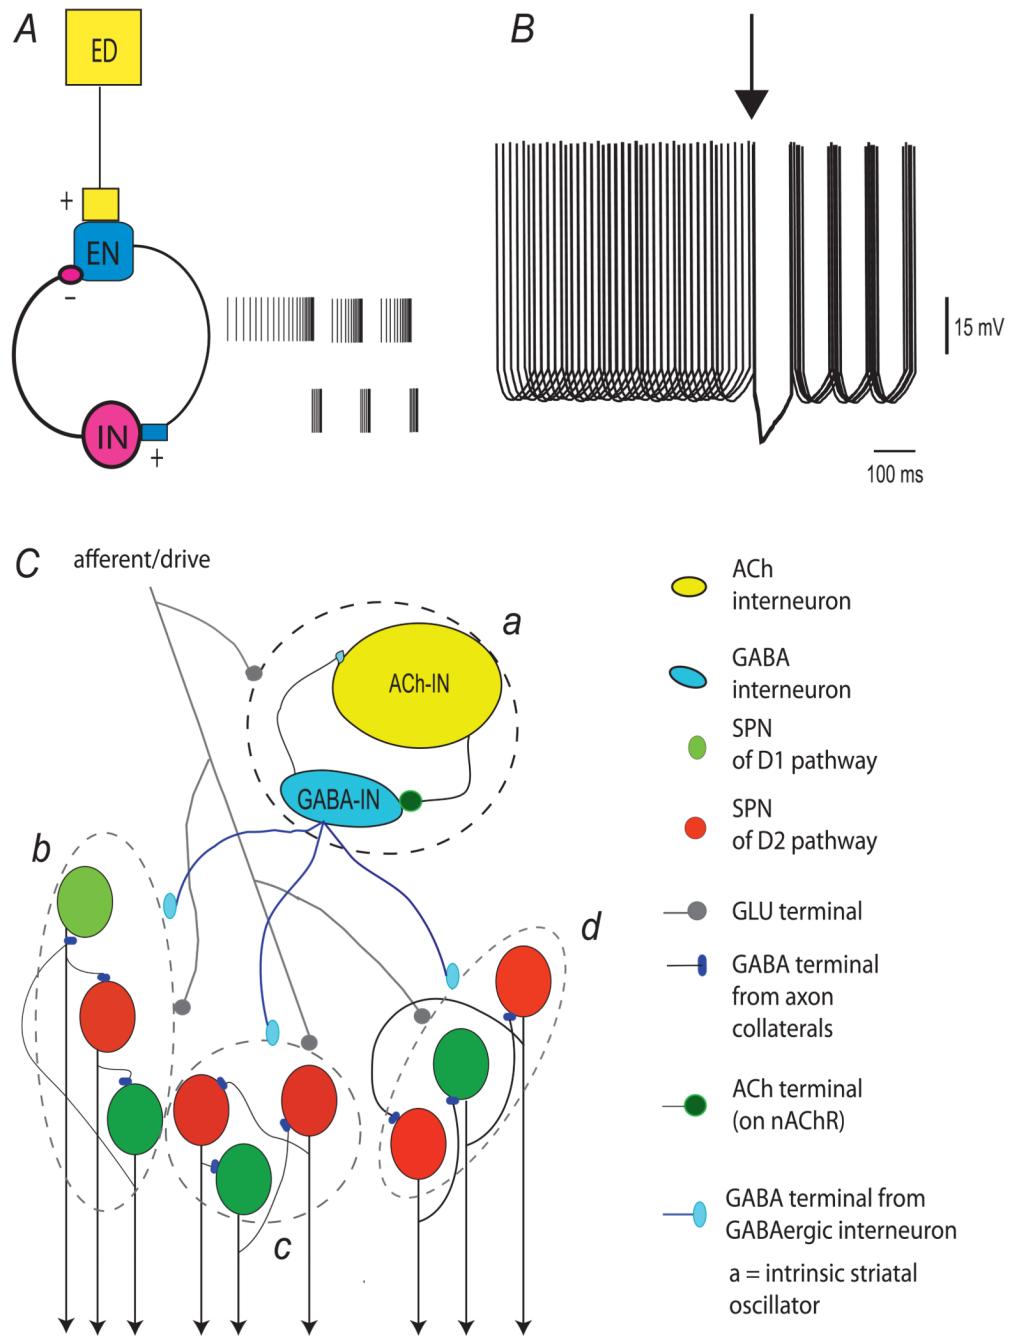 A
ED
+
EN
–
IN
+
B
15 mV
100 ms
C
afferent/drive
a
ACh-IN
GABA-IN
b
c
d
ACh
interneuron
GABA
interneuron
SPN
of D1 pathway
SPN
of D2 pathway
GLU terminal
GABA terminal
from axon
collaterals
ACh terminal
(on nAChR)
GABA terminal from
GABAergic interneuron
a = intrinsic striatal
oscillator